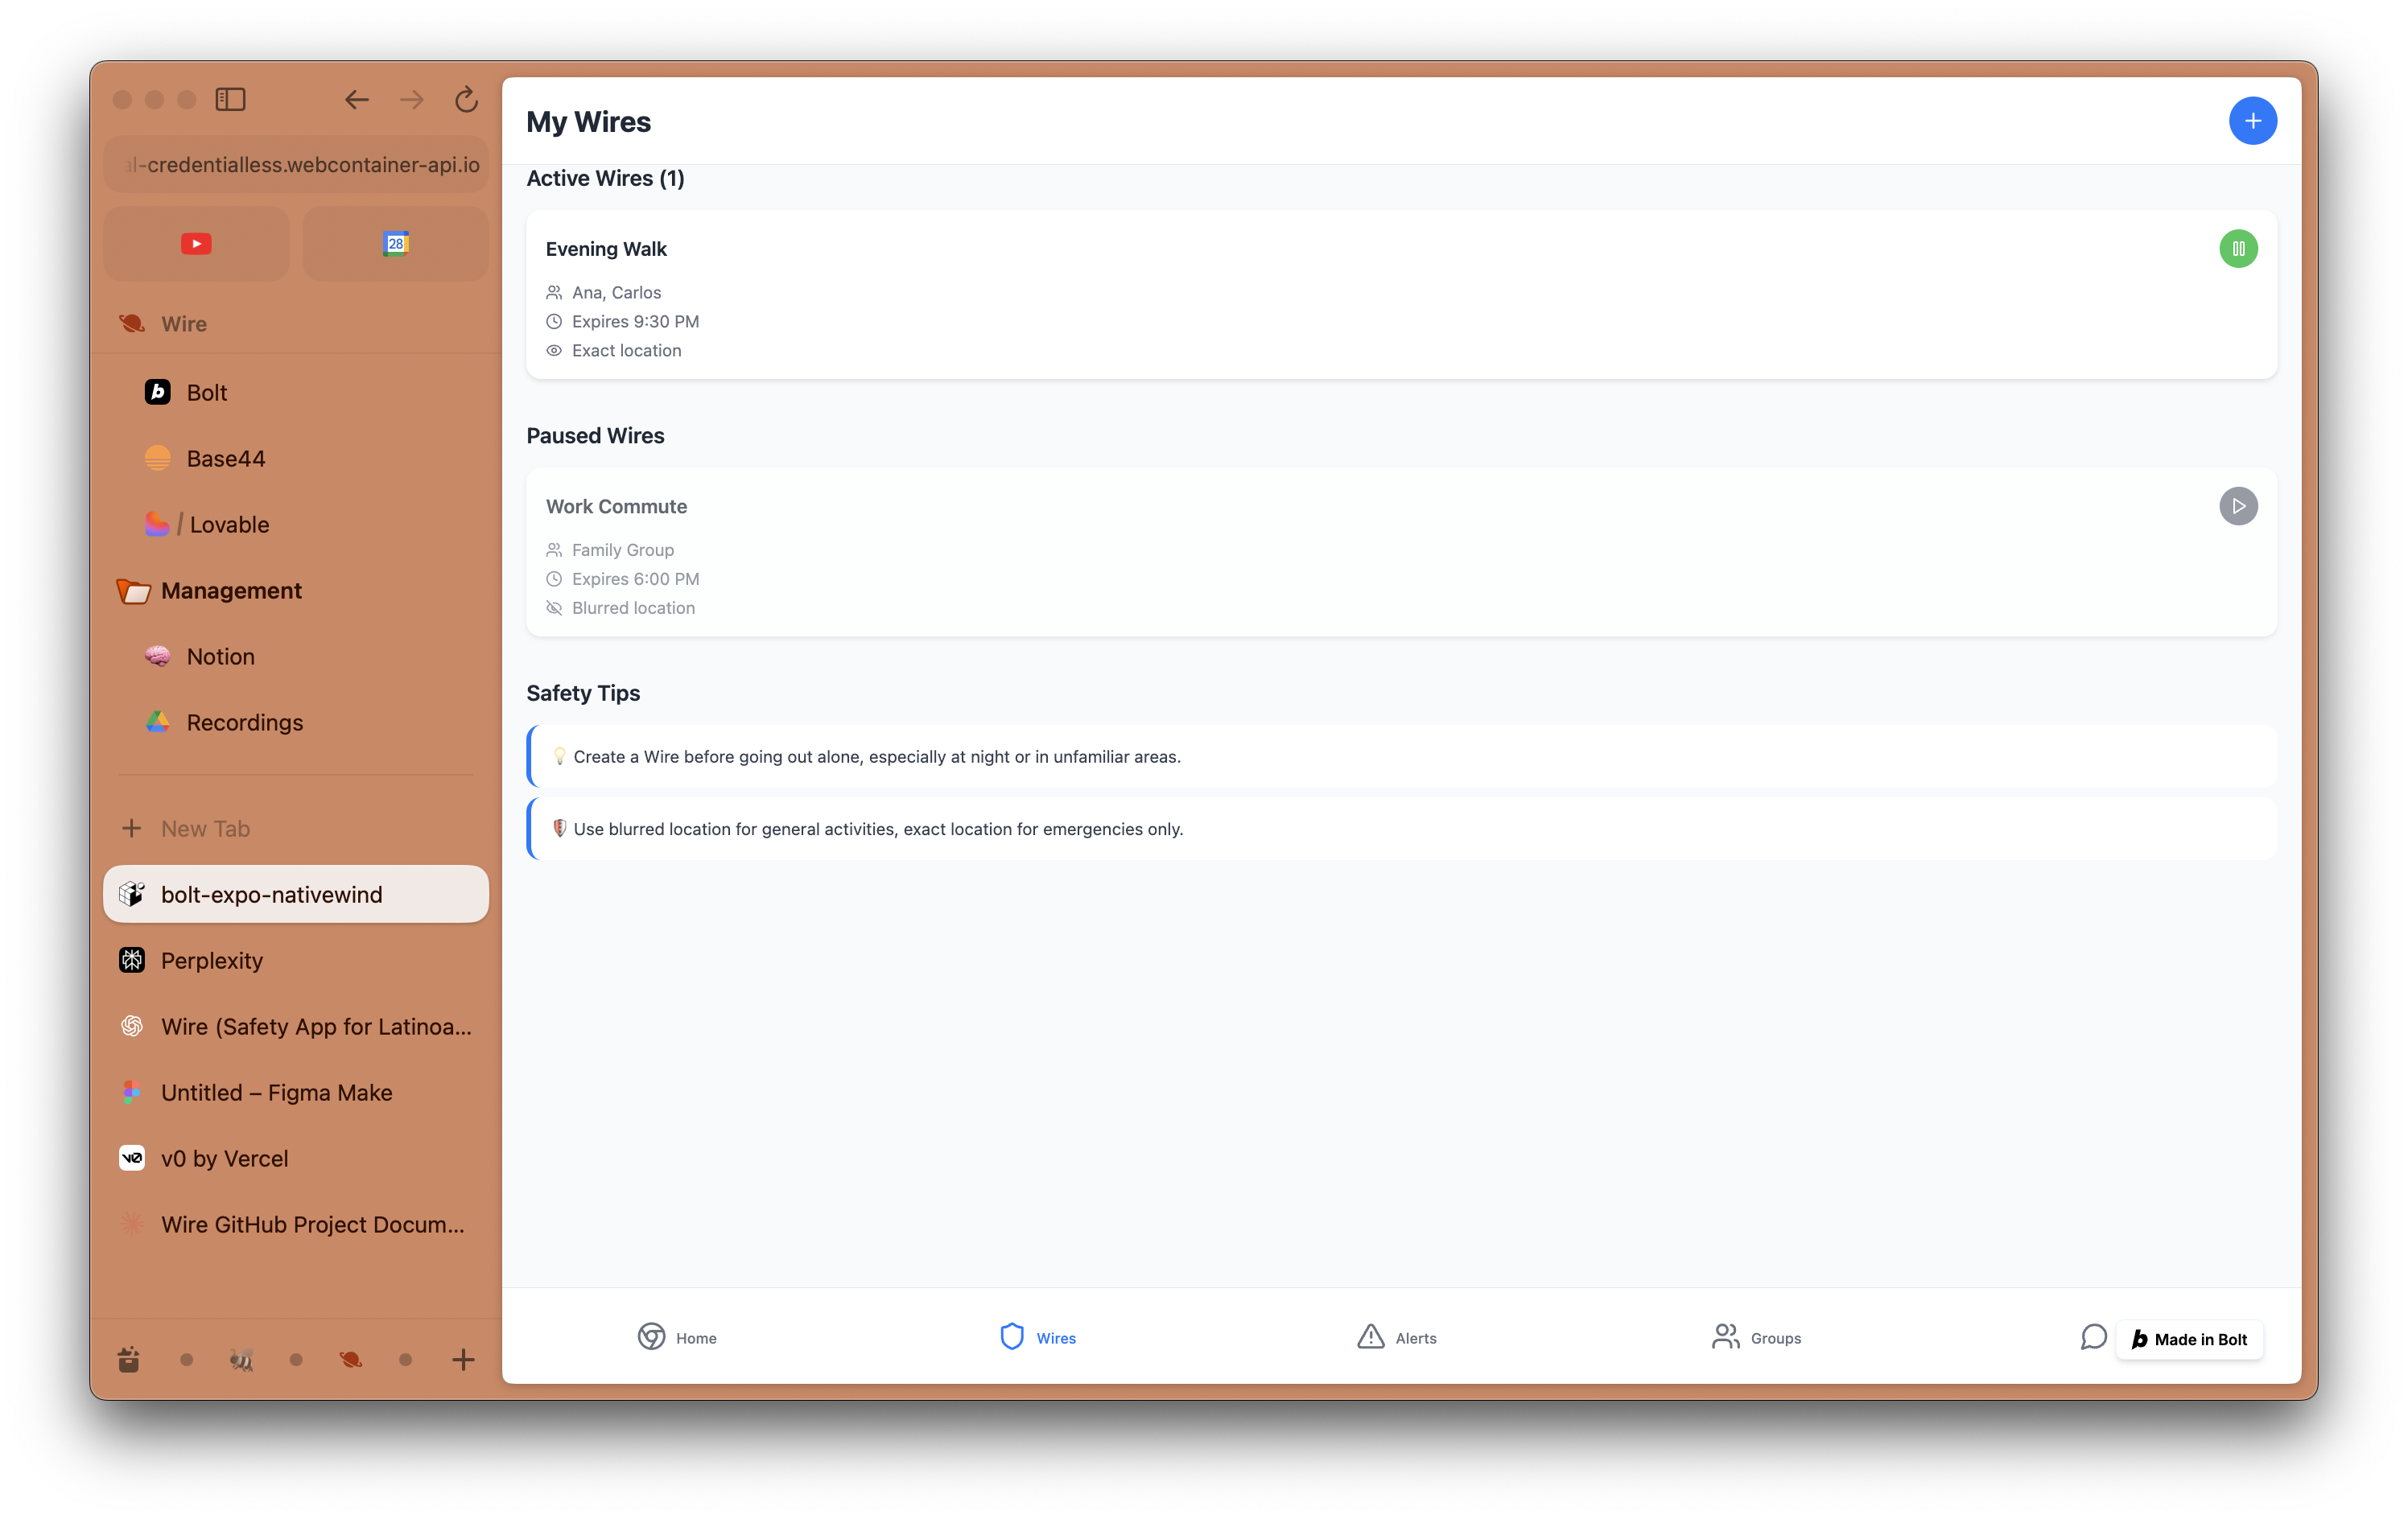 al-credentialless.webcontainer-api.io
28
Wire
Bolt
Base44
/ Lovable
Management
Notion
Recordings
New Tab
bolt-expo-nativewind
Perplexity
Wire (Safety App for Latinoa...
Untitled – Figma Make
v0 by Vercel
Wire GitHub Project Docum...
My Wires
Active Wires (1)
Evening Walk
Ana, Carlos
Expires 9:30 PM
Exact location
Paused Wires
Work Commute
Family Group
Expires 6:00 PM
Blurred location
Safety Tips
💡 Create a Wire before going out alone, especially at night or in unfamiliar areas.
🛡️ Use blurred location for general activities, exact location for emergencies only.
Home
Wires
Alerts
Groups
b Made in Bolt